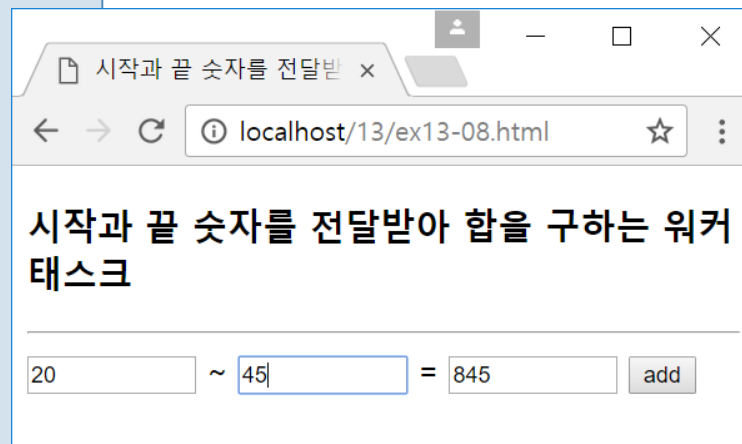 시작과 끝 숫자를 전달받
localhost/13/ex13-08.html
시작과 끝 숫자를 전달받아 합을 구하는 워커
태스크
20 ~ 45 = 845 add